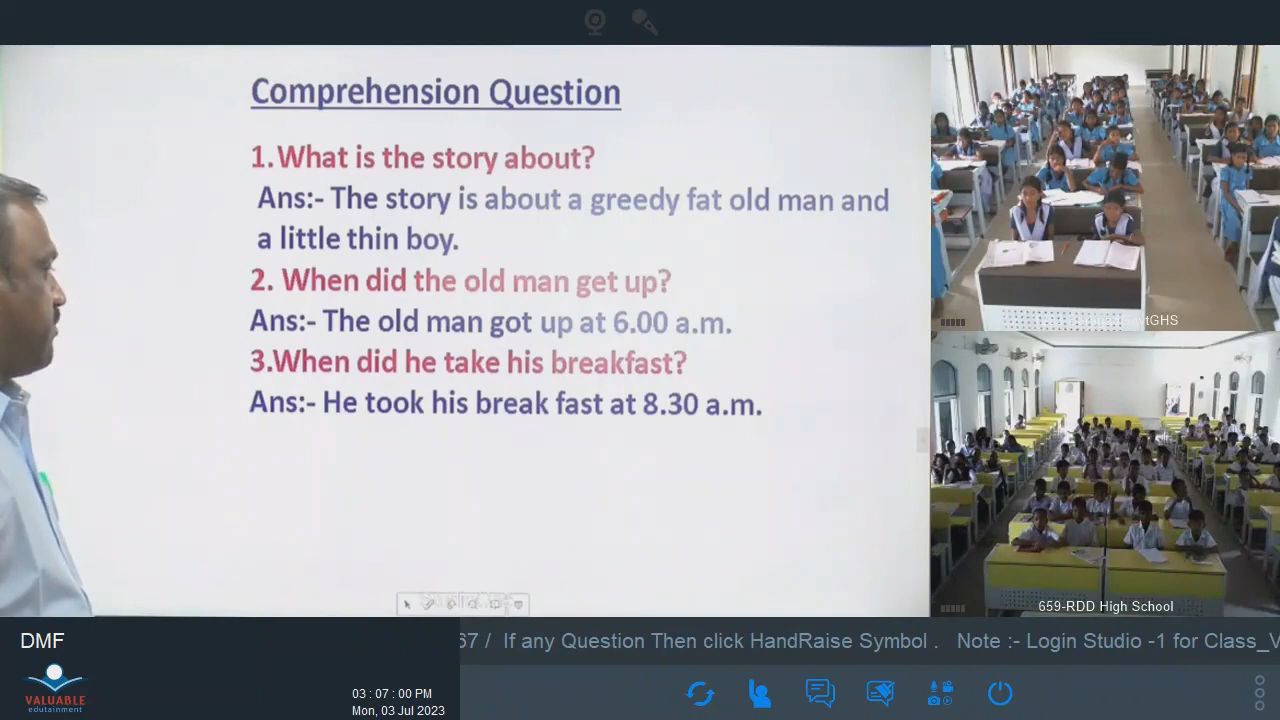 Comprehension Question
1.What is the story about?
Ans:- The story is about a greedy fat old man and
a little thin boy.
2. When did the old man get up?
Ans:- The old man got up at 6.00 a.m.
3.When did he take his breakfast?
Ans:- He took his break fast at 8.30 a.m.
tGHS
659-RDD High School
DMF
67 / If any Question Then click HandRaise Symbol . Note :- Login Studio -1 for Class_V
VALUABLE
edutainment
03 : 07 : 00 PM
Mon, 03 Jul 2023